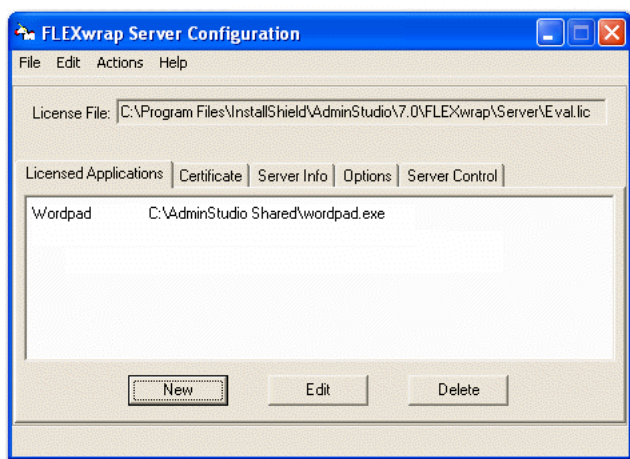 FLEXwrap Server Configuration
File Edit Actions Help
License File: C:\Program Files\InstallShield\AdminStudio\7.0\FLEXwrap\Server\Eval.lic
Licensed Applications Certificate Server Info Options Server Control
Wordpad C:\AdminStudio Shared\wordpad.exe
New Edit Delete